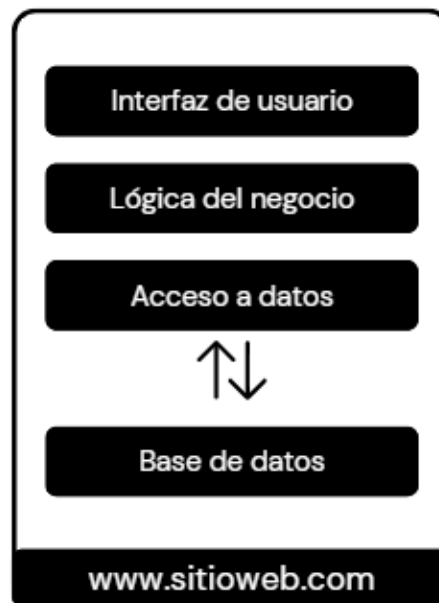 Interfaz de usuario
Lógica del negocio
Acceso a datos
Base de datos
www.sitioweb.com